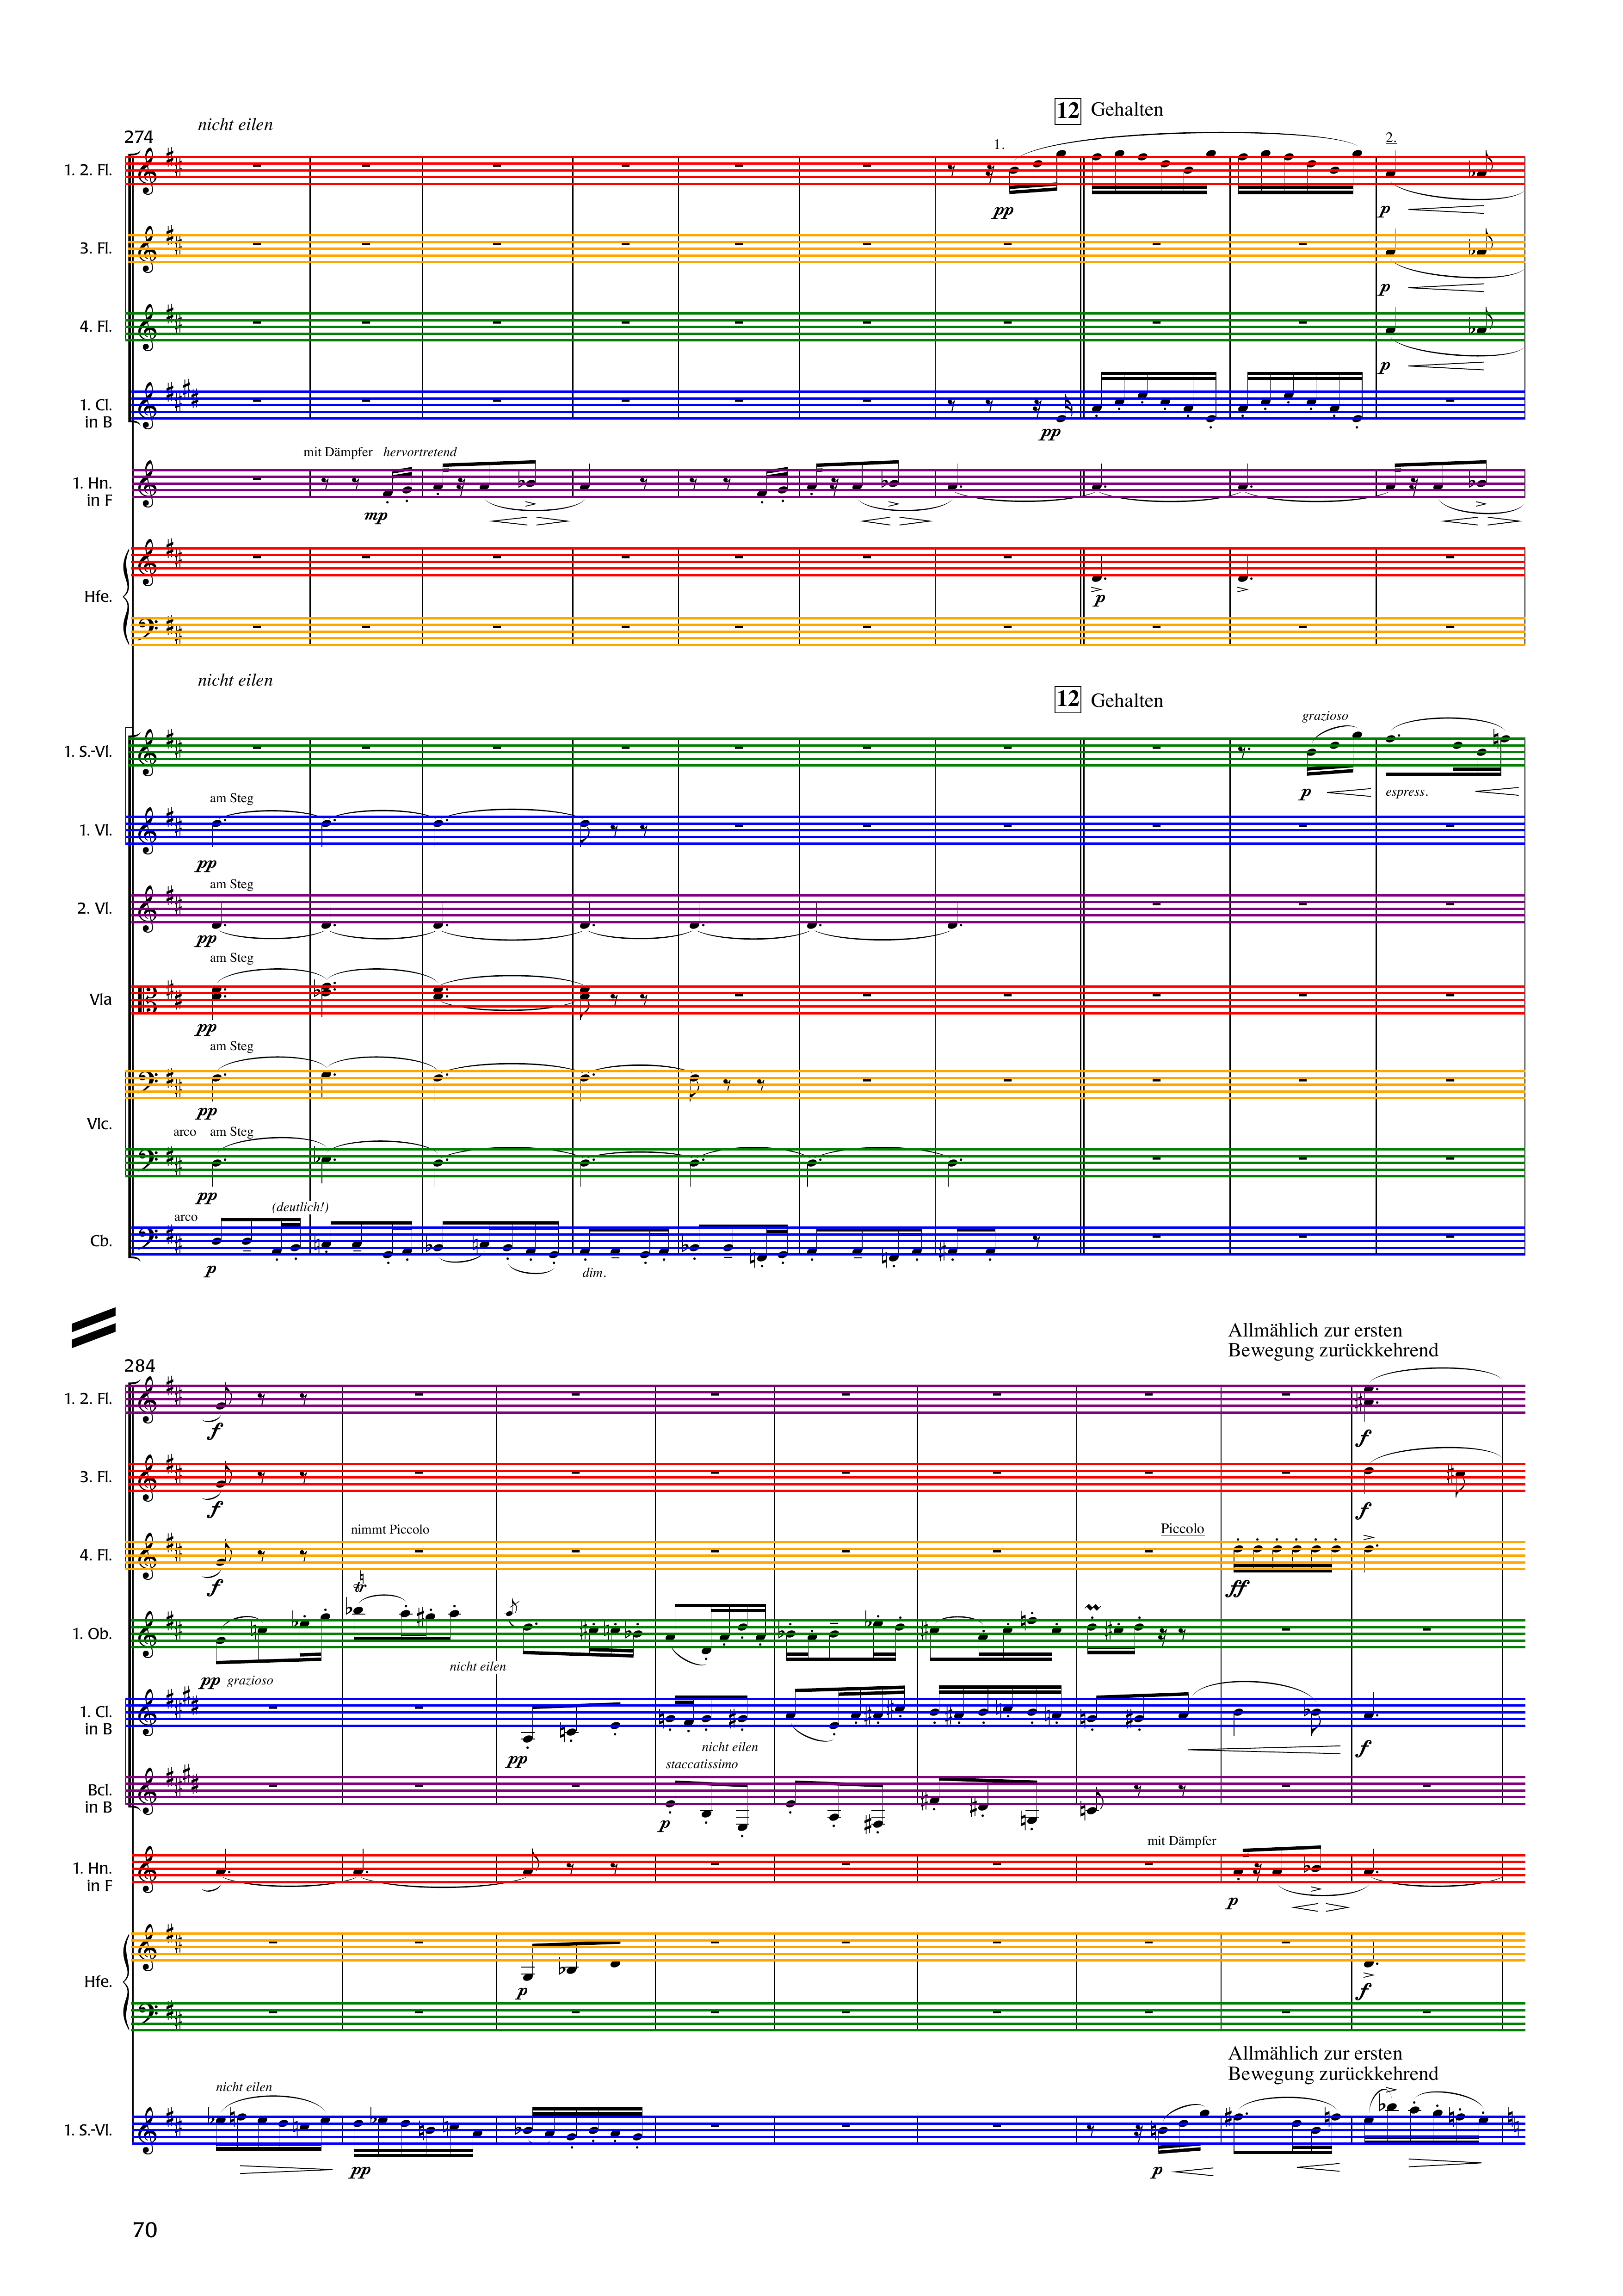 12 Gehalten
274 nicht eilen
1. 2. Fl.
1. 2.
pp p
3. Fl.
p
4. Fl.
p
1. Cl.
in B
pp
mit Dämpfer hervortretend
1. Hn.
in F
mp
Hfe.
p
nicht eilen
12 Gehalten
grazioso
1. S.-Vl.
p espress.
am Steg
1. Vl.
pp
am Steg
2. Vl.
pp
am Steg
Vla
pp
am Steg
pp
Vlc.
arco am Steg
pp
(deutlich!)
arco
Cb.
p dim.
Allmählich zur ersten
Bewegung zurückkehrend
284
1. 2. Fl.
f f
3. Fl.
f f
nimmt Piccolo Piccolo
4. Fl.
f ff
tr
1. Ob.
pp grazioso nicht eilen
1. Cl.
in B
pp nicht eilen f
staccatissimo
Bcl.
in B
p
mit Dämpfer
1. Hn.
in F
p
Hfe.
p f
Allmählich zur ersten
Bewegung zurückkehrend
nicht eilen
1. S.-Vl.
pp p
70